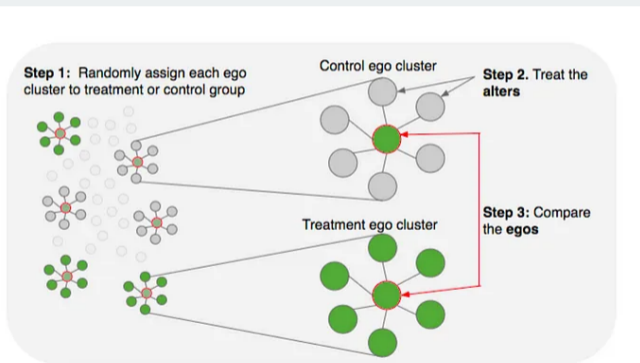 Step 1: Randomly assign each ego
cluster to treatment or control group
Control ego cluster
Step 2. Treat the
alters
Treatment ego cluster
Step 3: Compare
the egos